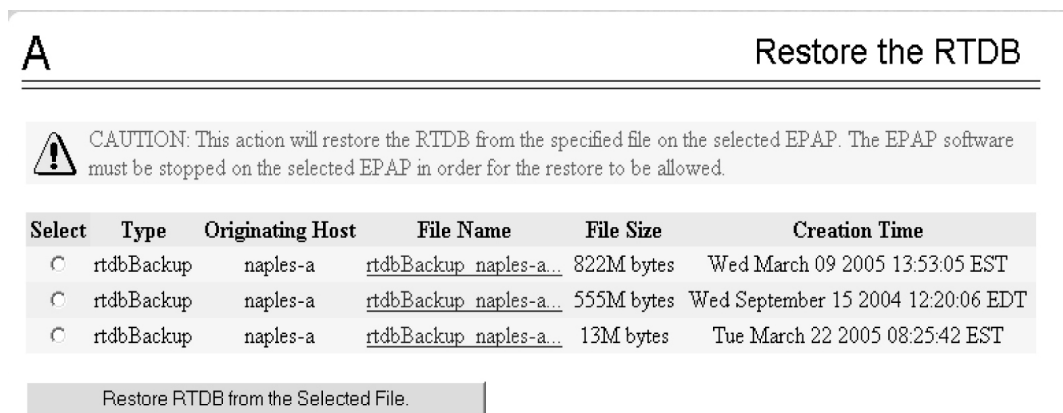 A Restore the RTDB
CAUTION: This action will restore the RTDB from the specified file on the selected EPAP. The EPAP software
must be stopped on the selected EPAP in order for the restore to be allowed.
Select Type Originating Host File Name File Size Creation Time
rtdbBackup naples-a rtdbBackup_naples-a... 822M bytes Wed March 09 2005 13:53:05 EST
rtdbBackup naples-a rtdbBackup_naples-a... 555M bytes Wed September 15 2004 12:20:06 EDT
rtdbBackup naples-a rtdbBackup_naples-a... 13M bytes Tue March 22 2005 08:25:42 EST
Restore RTDB from the Selected File.